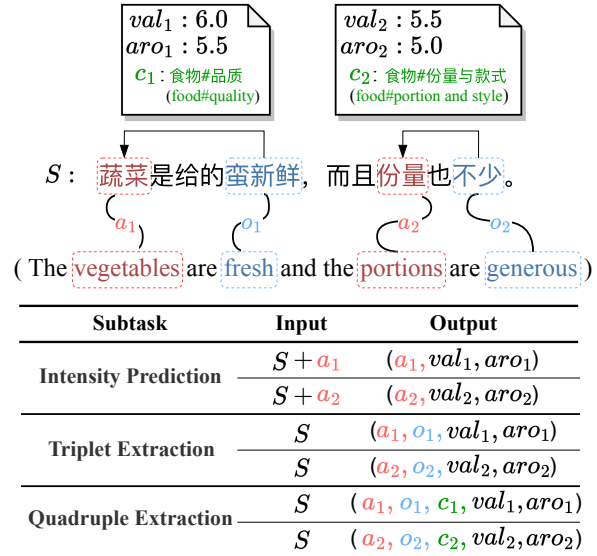 val₁ : 6.0
aro₁ : 5.5
c₁ : 食物#品质
(food#quality)
val₂ : 5.5
aro₂ : 5.0
c₂ : 食物#份量与款式
(food#portion and style)
S : 蔬菜是给的蛮新鲜，而且份量也不少。
a₁ o₁ a₂ o₂
( The vegetables are fresh and the portions are generous )
Subtask Input Output
Intensity Prediction
S + a₁ (a₁, val₁, aro₁)
S + a₂ (a₂, val₂, aro₂)
Triplet Extraction
S (a₁, o₁, val₁, aro₁)
S (a₂, o₂, val₂, aro₂)
Quadruple Extraction
S (a₁, o₁, c₁, val₁, aro₁)
S (a₂, o₂, c₂, val₂, aro₂)